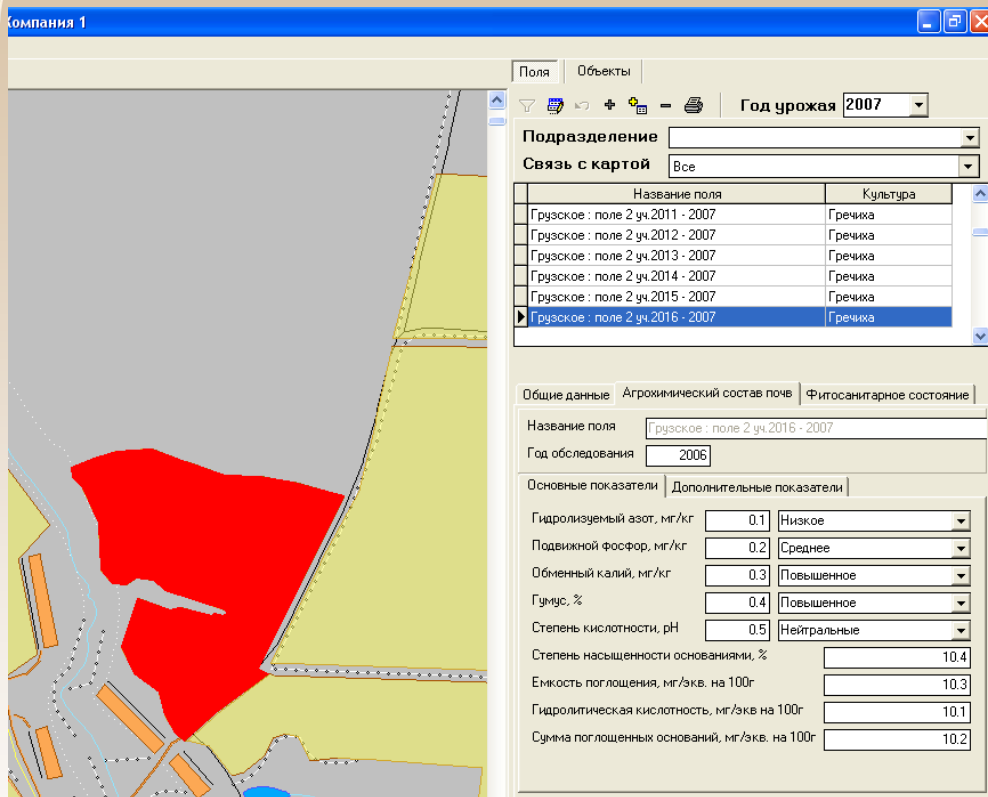 Компания 1
Поля Объекты
Год урожая 2007
Подразделение
Связь с картой Все
Название поля Культура
Грузское : поле 2 уч.2011 - 2007 Гречиха
Грузское : поле 2 уч.2012 - 2007 Гречиха
Грузское : поле 2 уч.2013 - 2007 Гречиха
Грузское : поле 2 уч.2014 - 2007 Гречиха
Грузское : поле 2 уч.2015 - 2007 Гречиха
Грузское : поле 2 уч.2016 - 2007 Гречиха
Общие данные Агрохимический состав почв Фитосанитарное состояние
Название поля Грузское : поле 2 уч.2016 - 2007
Год обследования 2006
Основные показатели Дополнительные показатели
Гидролизуемый азот, мг/кг 0.1 Низкое
Подвижной фосфор, мг/кг 0.2 Среднее
Обменный калий, мг/кг 0.3 Повышенное
Гумус, % 0.4 Повышенное
Степень кислотности, pH 0.5 Нейтральные
Степень насыщенности основаниями, % 10.4
Емкость поглощения, мг/экв. на 100г 10.3
Гидролитическая кислотность, мг/экв на 100г 10.1
Сумма поглощенных оснований, мг/экв. на 100г 10.2